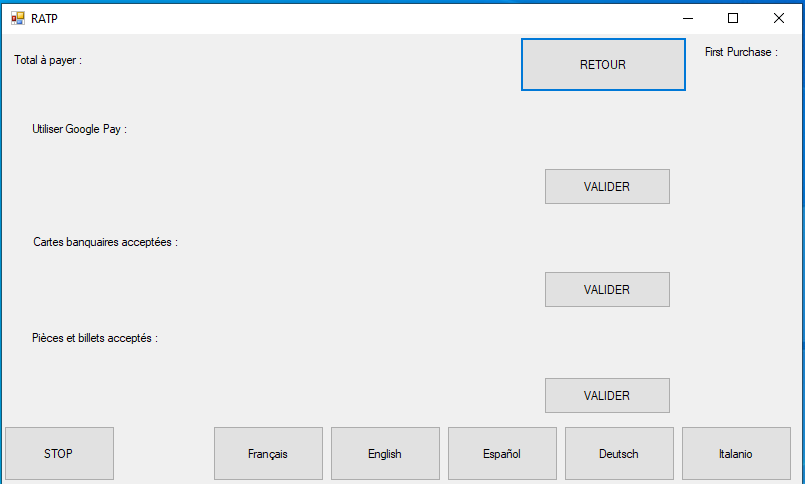 RATP
Total à payer :
RETOUR
First Purchase :
Utiliser Google Pay :
VALIDER
Cartes banquaires acceptées :
VALIDER
Pièces et billets acceptés :
VALIDER
STOP
Français
English
Español
Deutsch
Italanio